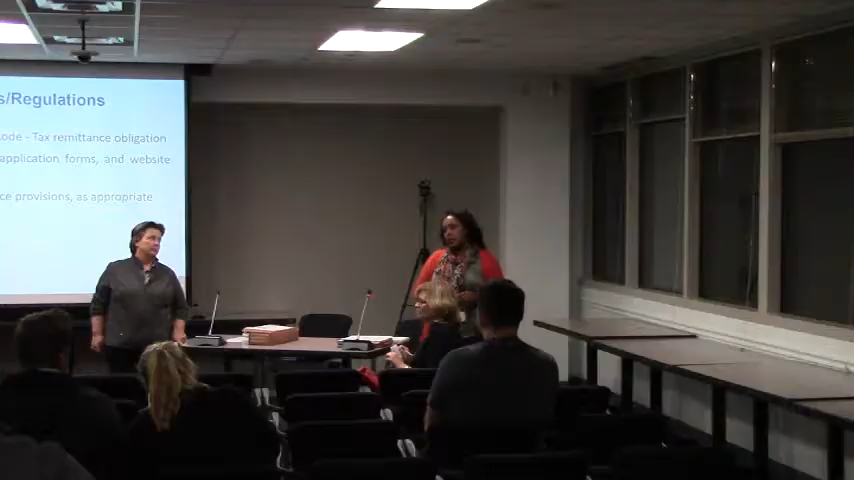 s/Regulations
ode - Tax remittance obligation
application forms, and website
ce provisions, as appropriate